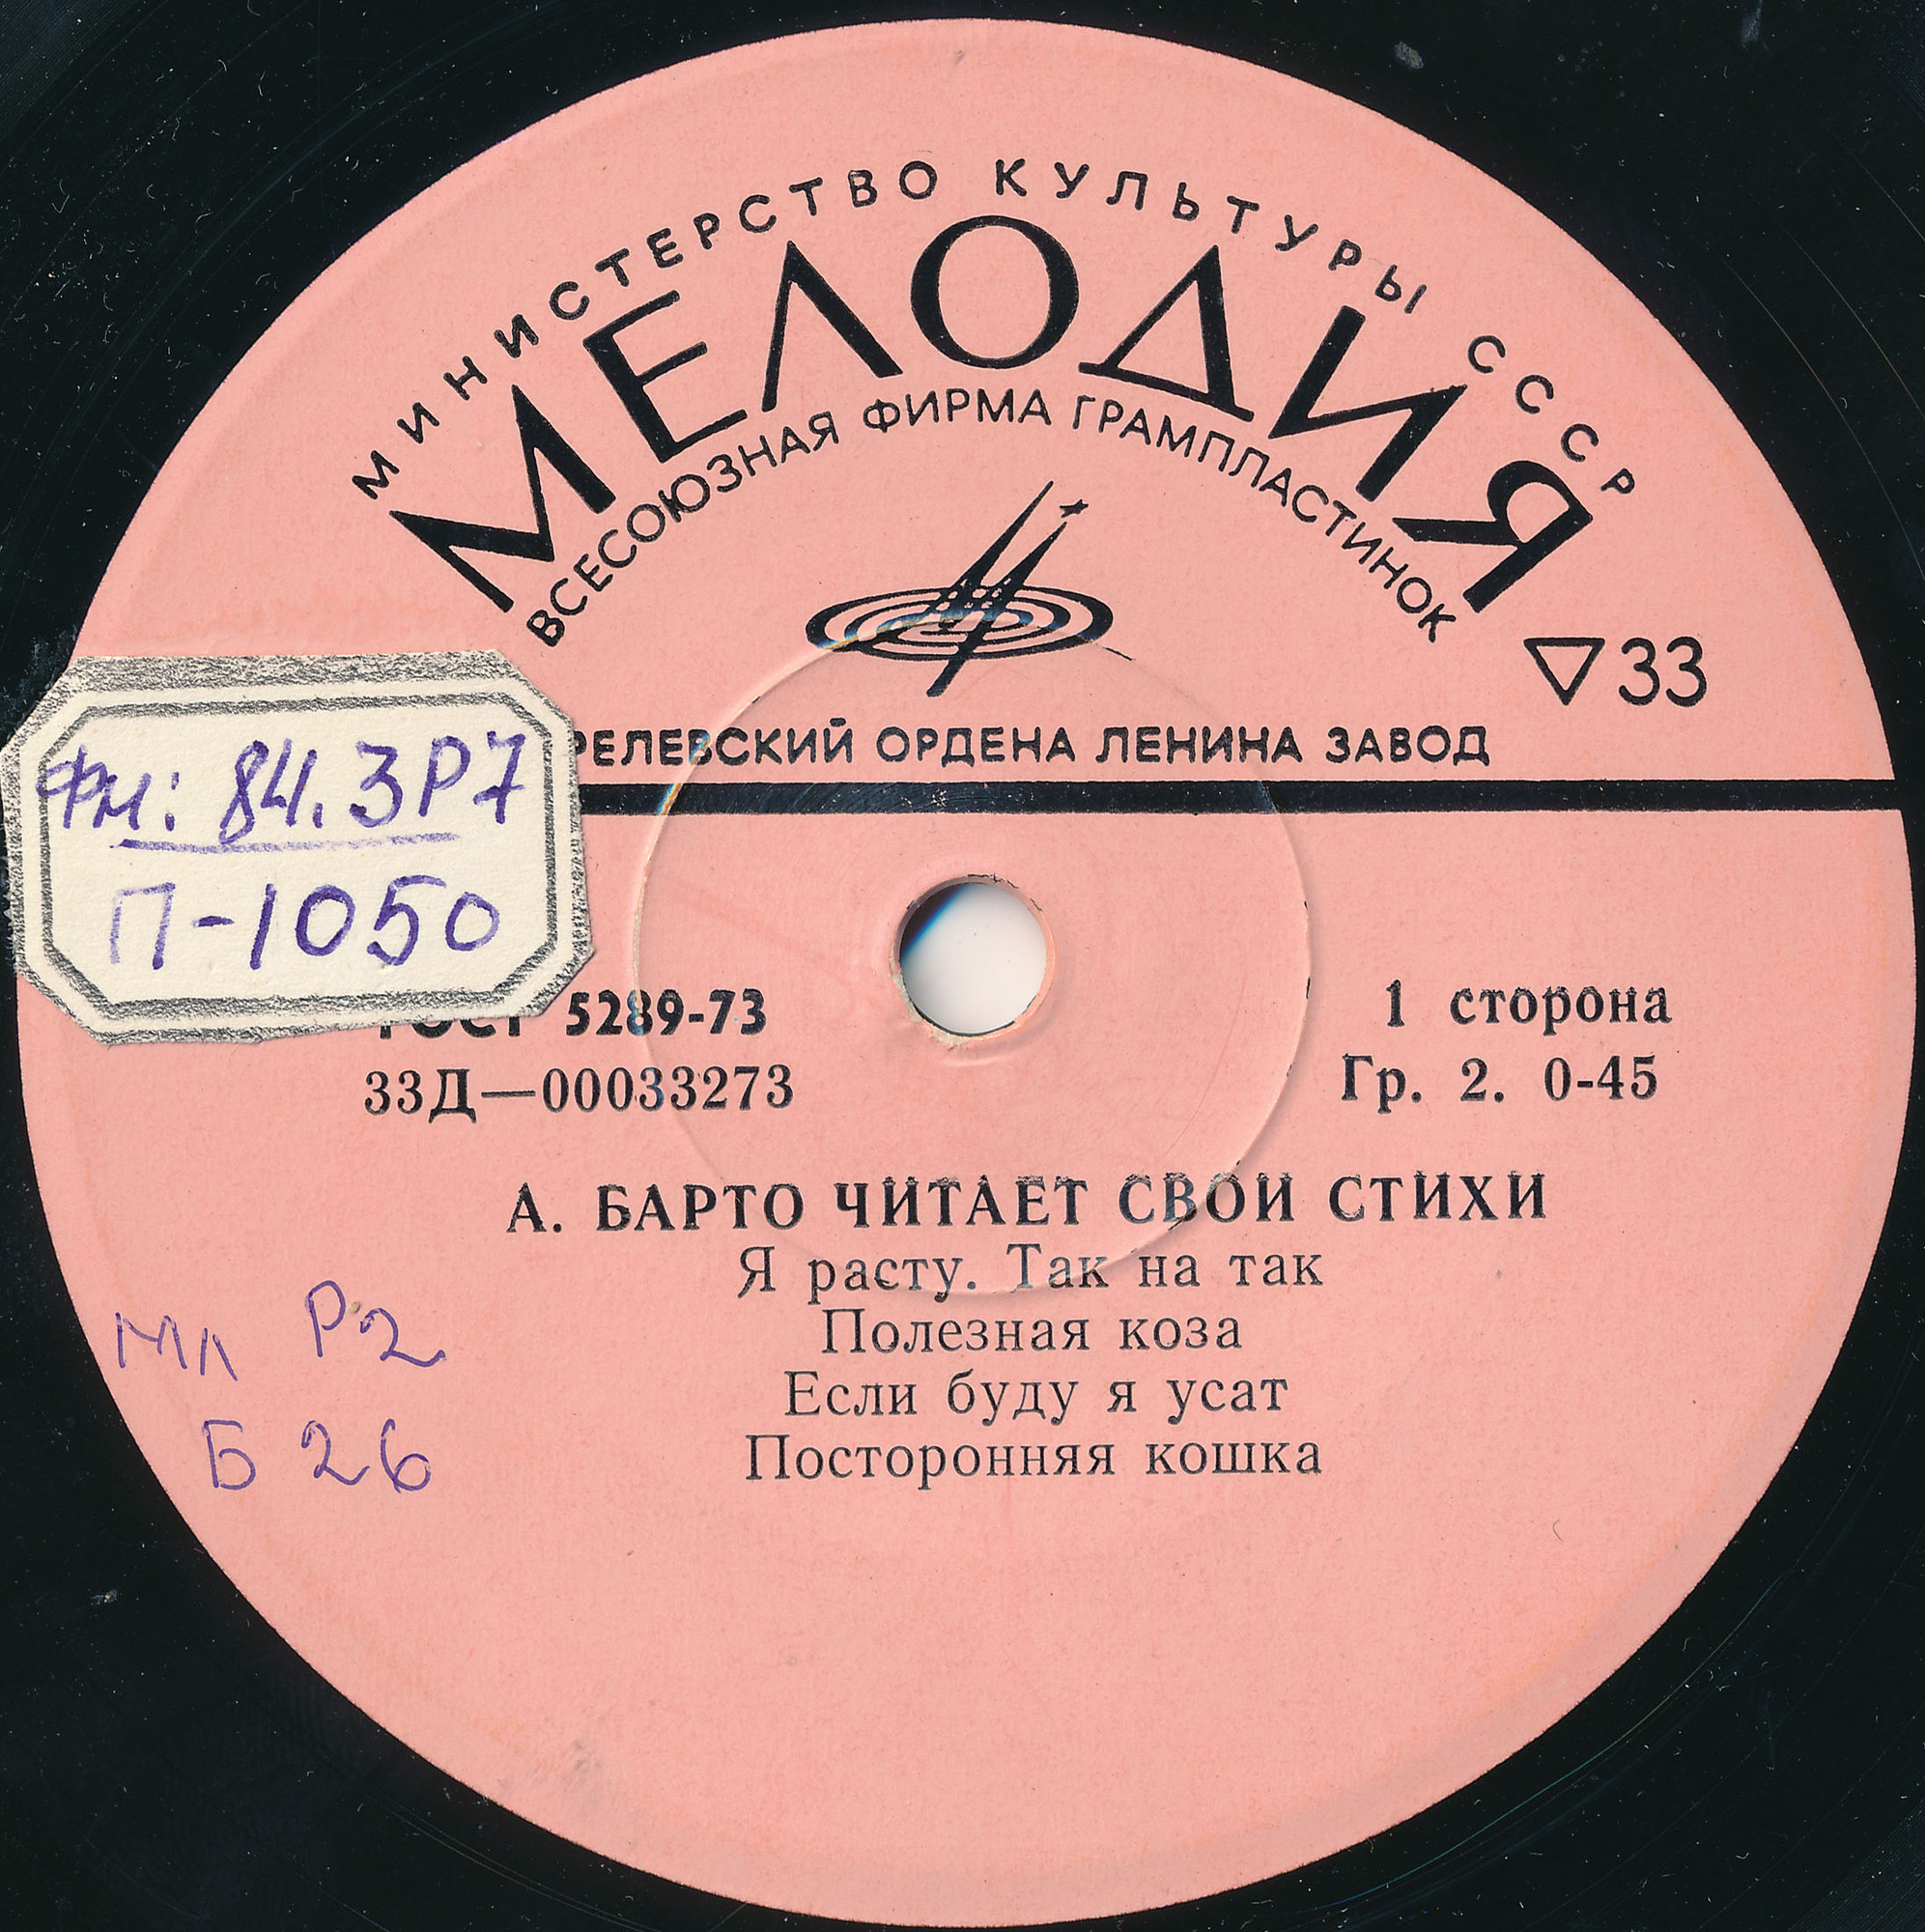 МИНИСТЕРСТВО КУЛЬТУРЫ СССР
МЕЛОДИЯ
ВСЕСОЮЗНАЯ ФИРМА ГРАМПЛАСТИНОК
▽33
РЕЛЕВСКИЙ ОРДЕНА ЛЕНИНА ЗАВОД
Фм: 84.3Р7
П-1050
ГОСТ 5289-73
1 сторона
33Д—00033273
Гр. 2. 0-45
А. БАРТО ЧИТАЕТ СВОИ СТИХИ
Я расту. Так на так
Полезная коза
Если буду я усат
Посторонняя кошка
Мл Р2
Б 26